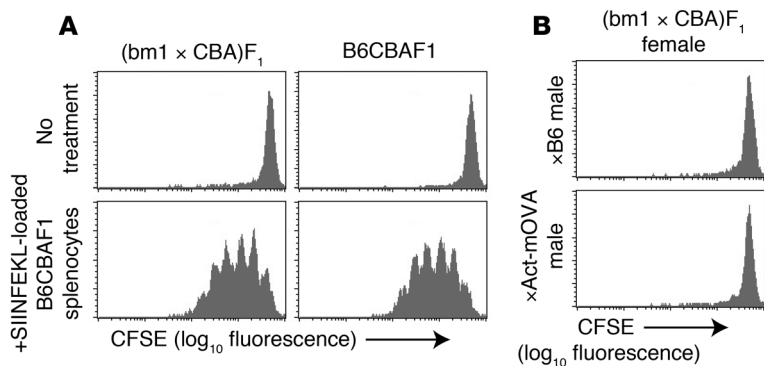 A
(bm1 × CBA)F1
B6CBAF1
No
treatment
+SIINFEKL-loaded
B6CBAF1
splenocytes
CFSE (log10 fluorescence)
B
(bm1 × CBA)F1
female
×B6 male
×Act-mOVA
male
CFSE
(log10 fluorescence)